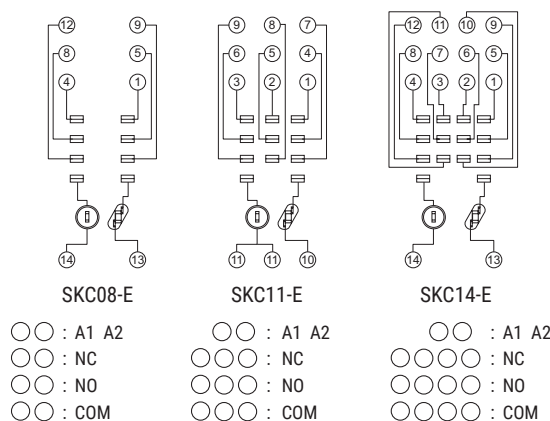 12 9 9 8 7 12 11 10 9
8 5 6 5 4 8 7 6 5
4 1 3 2 1 4 3 2 1
14 13 11 11 10 14 13
SKC08-E SKC11-E SKC14-E
: A1 A2 : A1 A2 : A1 A2
: NC : NC : NC
: NO : NO : NO
: COM : COM : COM